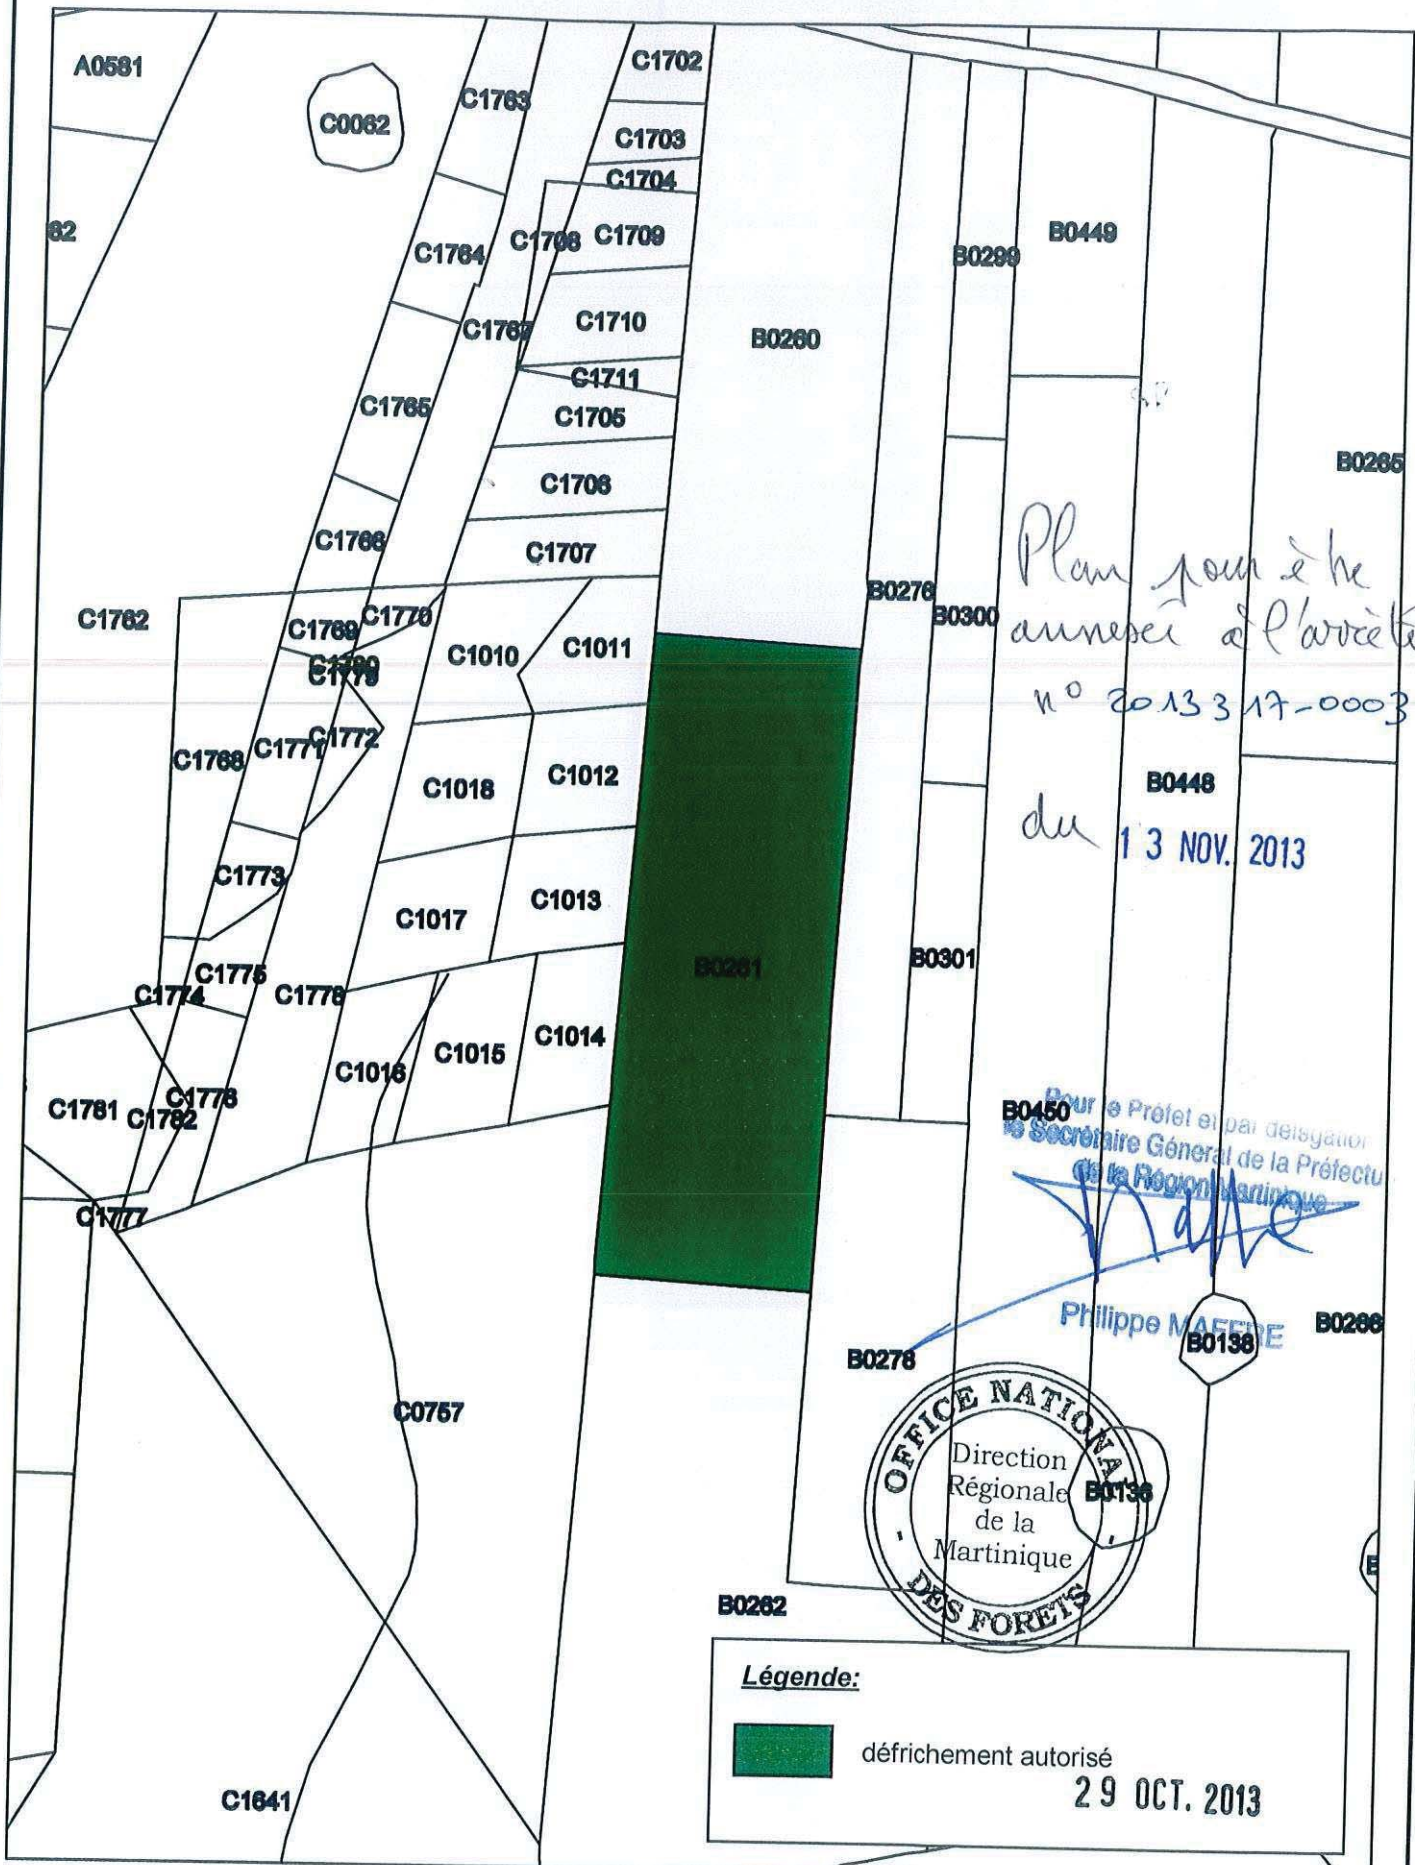 A0581
C0062
C1763
C1702
C1703
C1704
82
C1764
C1708
C1709
B0299
B0449
C1767
C1710
B0260
C1711
C1765
C1705
B0265
C1706
C1766
C1707
Plan pour être
annexé à l'arrêté
n° 2013317-0003
du 13 NOV. 2013
C1762
C1769
C1770
C1010
C1011
B0276
B0300
C1779
C1768
C1771
C1772
C1018
C1012
B0448
C1773
C1017
C1013
B0261
B0301
C1774
C1775
C1778
C1016
C1015
C1014
C1781
C1782
C1776
C1777
B0450
Pour le Préfet et par délégation
le Secrétaire Général de la Préfectu
de la Région Martinique
Philippe MAFFRE
B0138
B0266
B0278
C0757
OFFICE NATIONAL
Direction
Régionale
de la
Martinique
DES FORETS
B0136
B0262
Légende:
défrichement autorisé
29 OCT. 2013
C1641